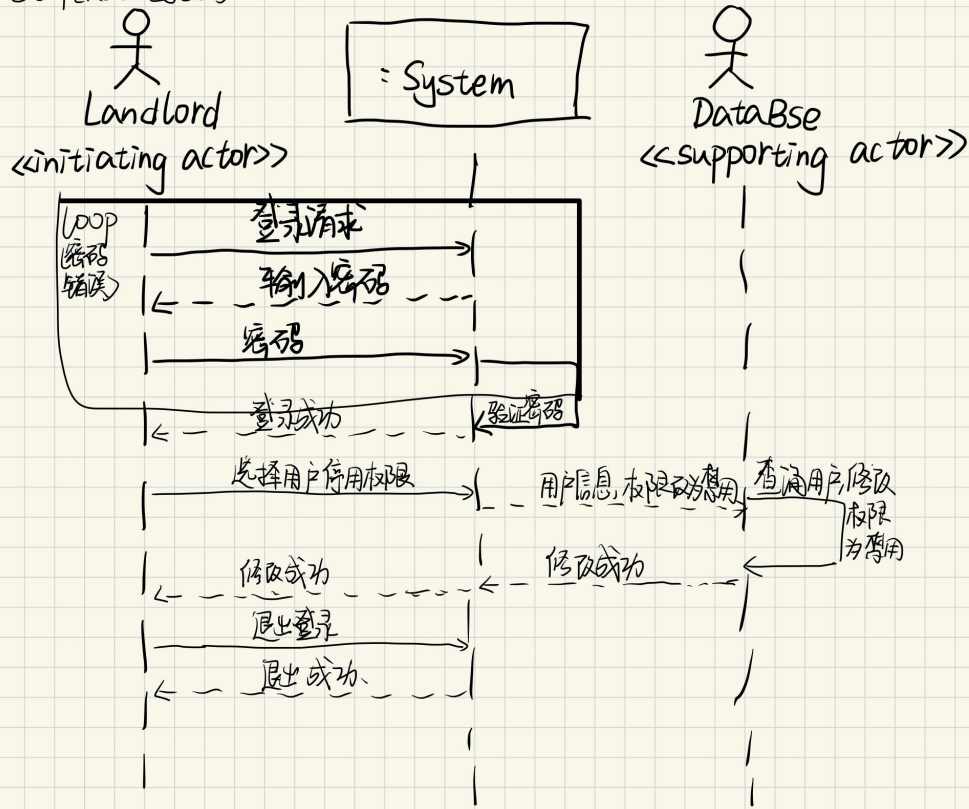 Landlord
<<initiating actor>>
: System
DataBse
<<supporting actor>>
Loop
(密码
错误)
登录请求
输入密码
密码
验证密码
登录成功
选择用户停用权限
用户信息,权限改为禁用
查询用户,修改
权限
为禁用
修改成功
修改成功
退出登录
退出成功、